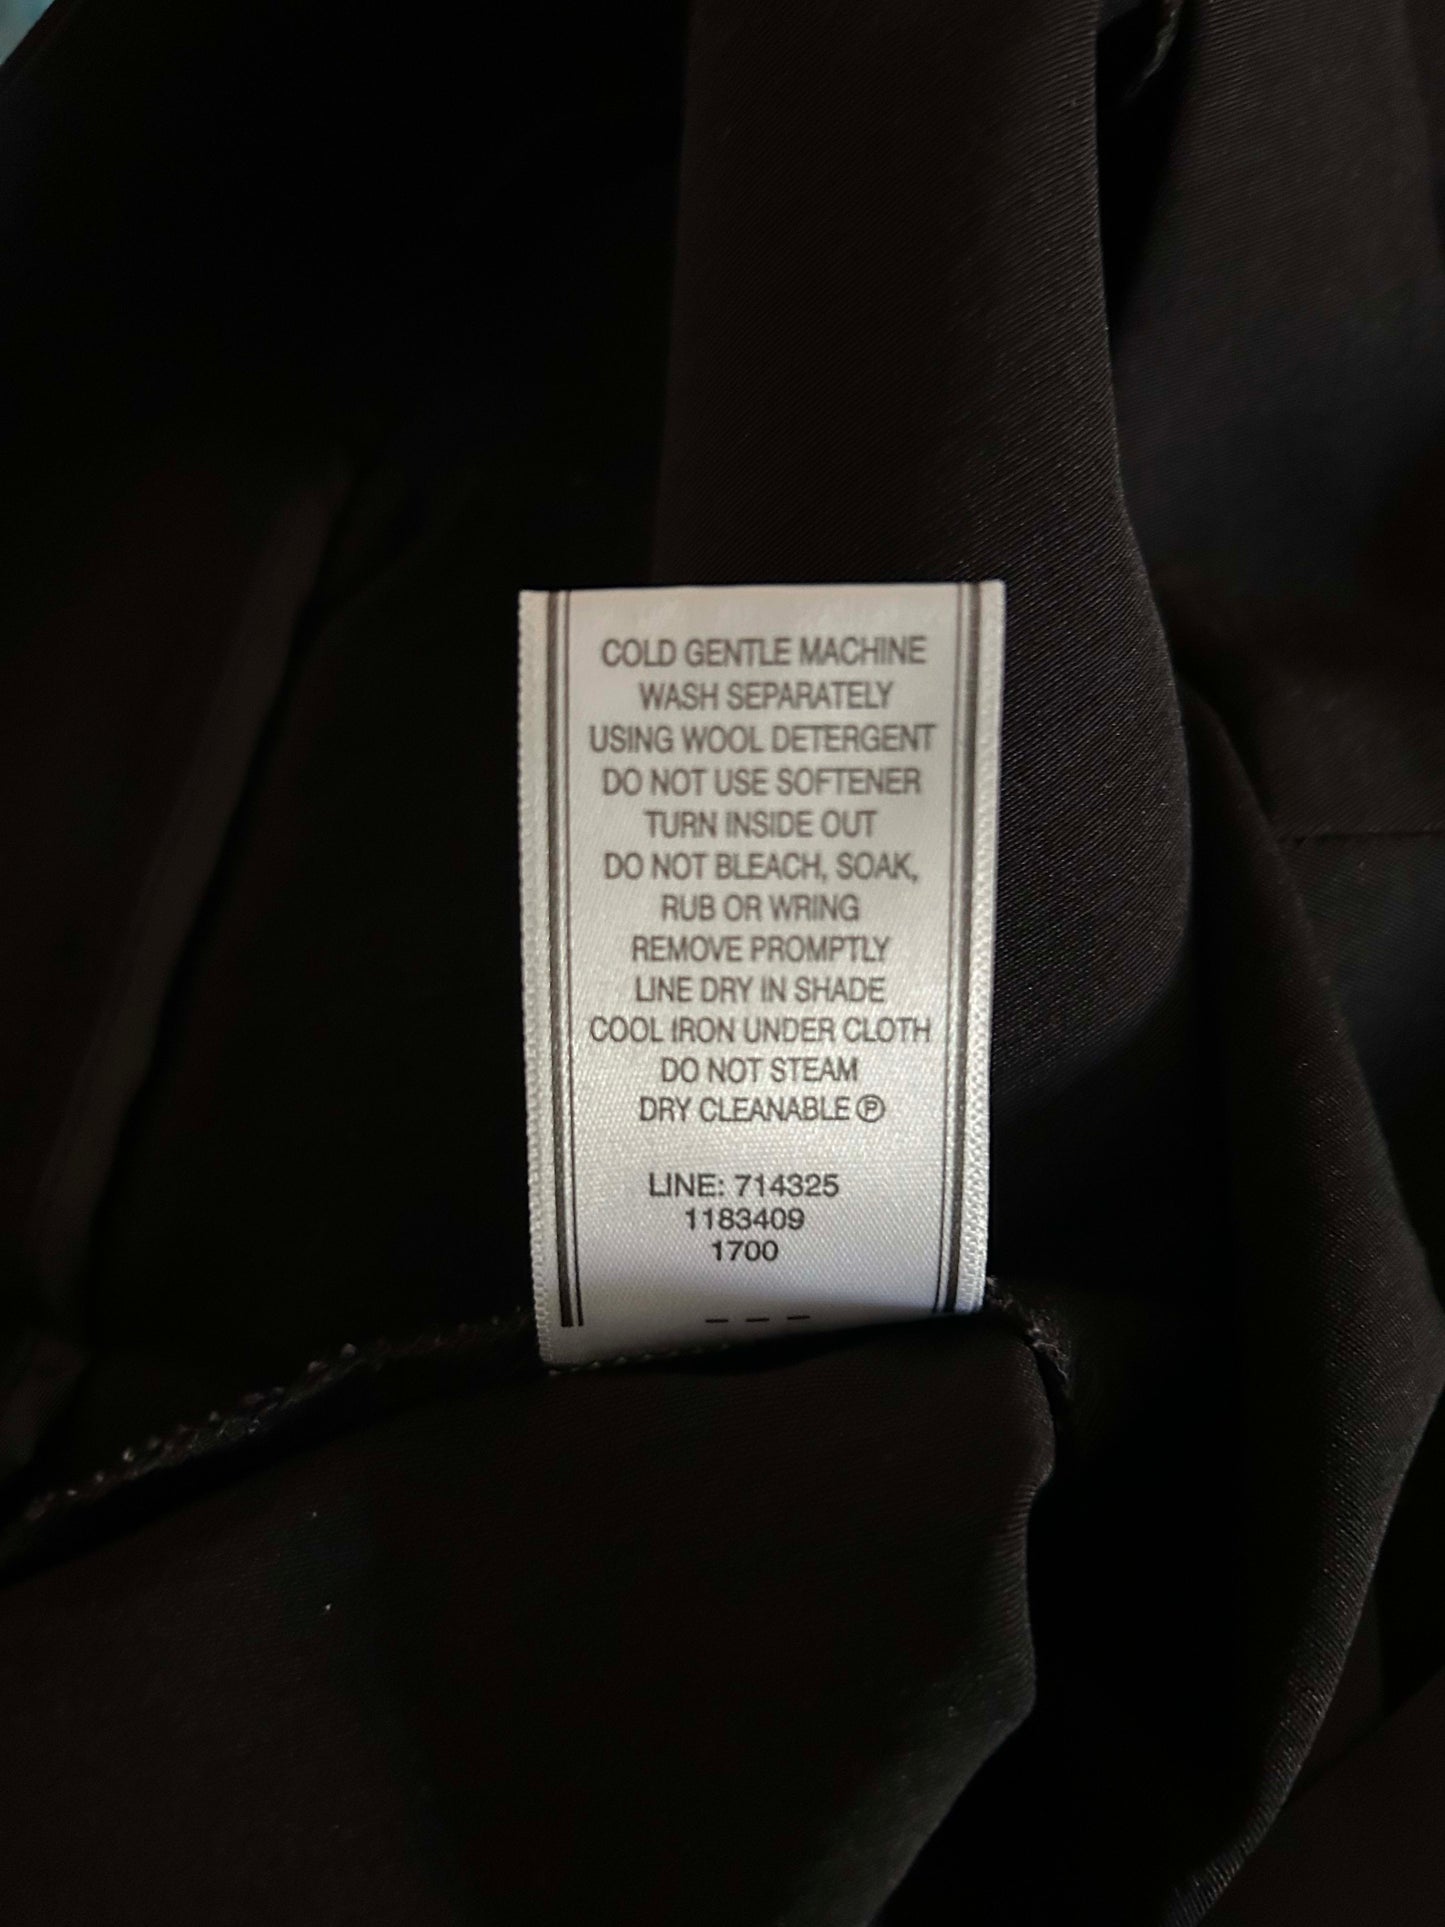 COLD GENTLE MACHINE
WASH SEPARATELY
USING WOOL DETERGENT
DO NOT USE SOFTENER
TURN INSIDE OUT
DO NOT BLEACH, SOAK,
RUB OR WRING
REMOVE PROMPTLY
LINE DRY IN SHADE
COOL IRON UNDER CLOTH
DO NOT STEAM
DRY CLEANABLE Ⓟ
LINE: 714325
1183409
1700
– – –